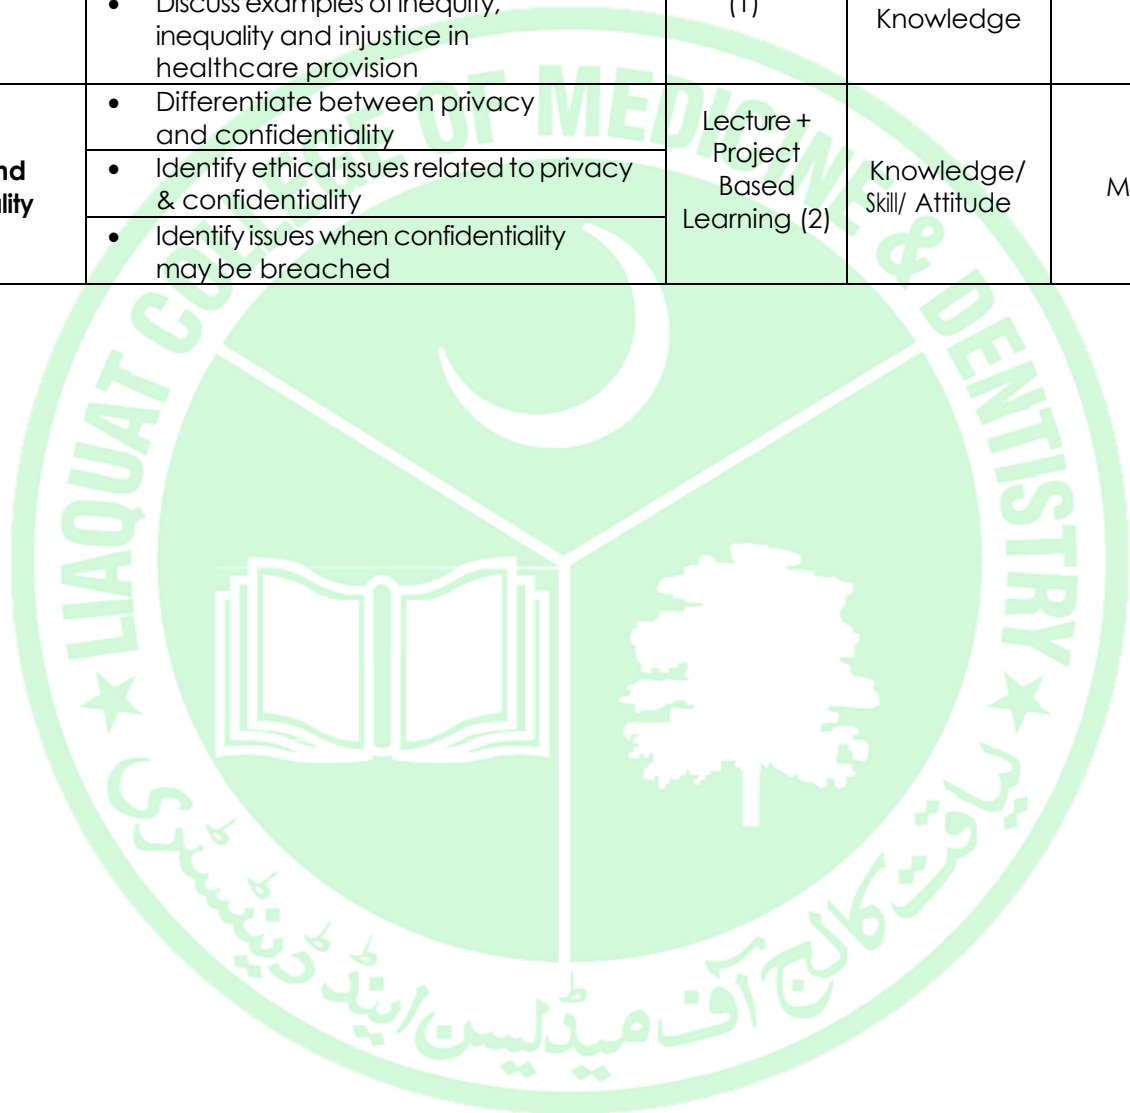 • Discuss examples of inequity,
inequality and injustice in
healthcare provision
(1)
Knowledge
• Differentiate between privacy
and confidentiality
• Identify ethical issues related to privacy
& confidentiality
• Identify issues when confidentiality
may be breached
Lecture +
Project
Based
Learning (2)
Knowledge/
Skill/ Attitude
LIAQUAT COLLEGE OF MEDICINE & DENTISTRY
لیاقت کالج آف میڈیسن اینڈ ڈینٹسٹری